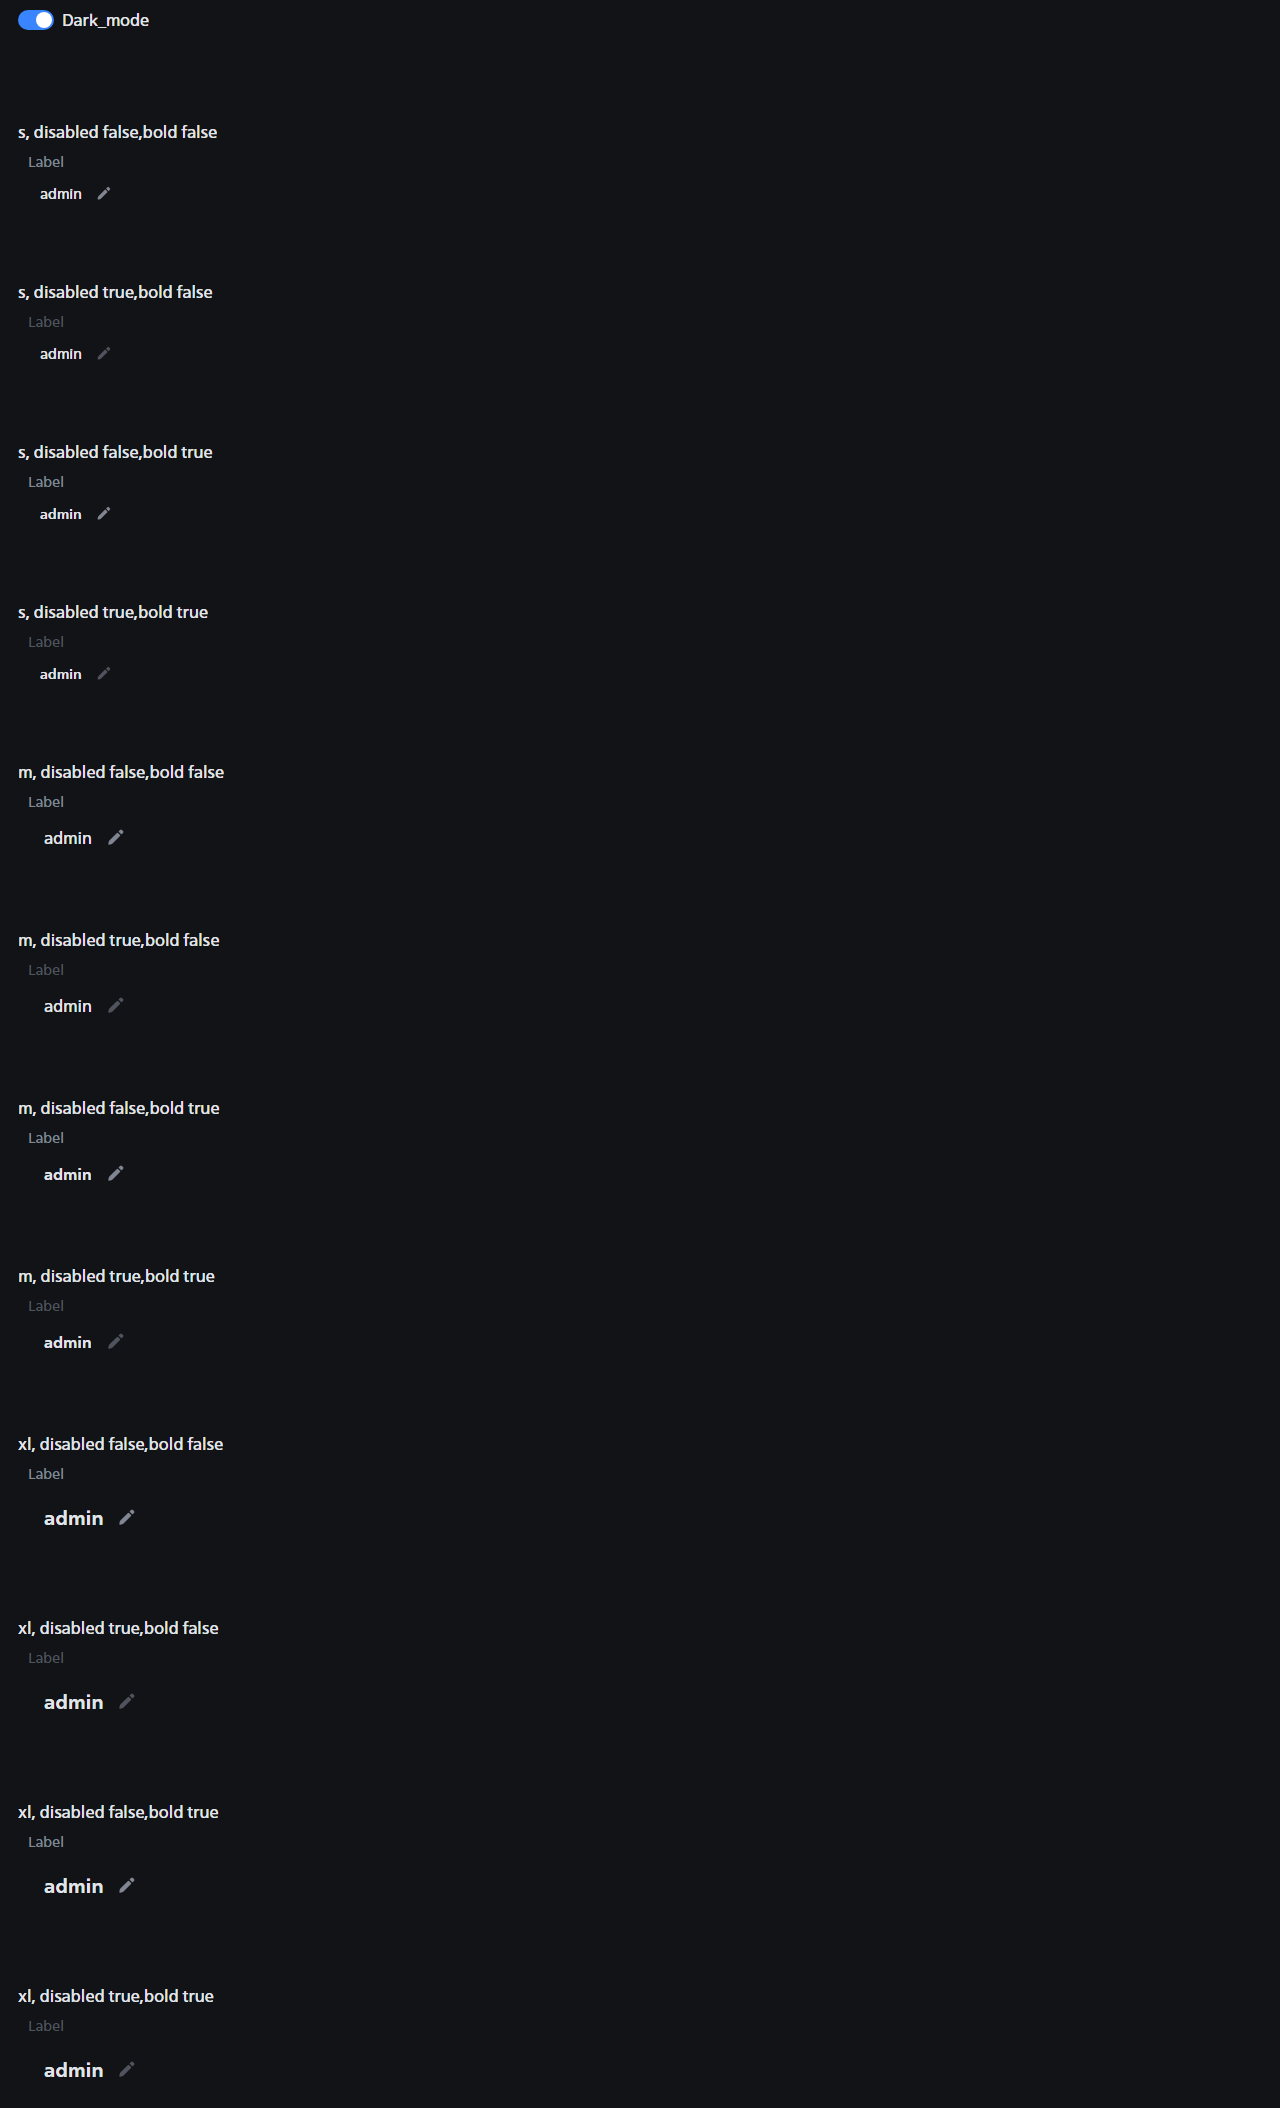 Dark_mode
s, disabled false,bold false
Label
admin
s, disabled true,bold false
Label
admin
s, disabled false,bold true
Label
admin
s, disabled true,bold true
Label
admin
m, disabled false,bold false
Label
admin
m, disabled true,bold false
Label
admin
m, disabled false,bold true
Label
admin
m, disabled true,bold true
Label
admin
xl, disabled false,bold false
Label
admin
xl, disabled true,bold false
Label
admin
xl, disabled false,bold true
Label
admin
xl, disabled true,bold true
Label
admin